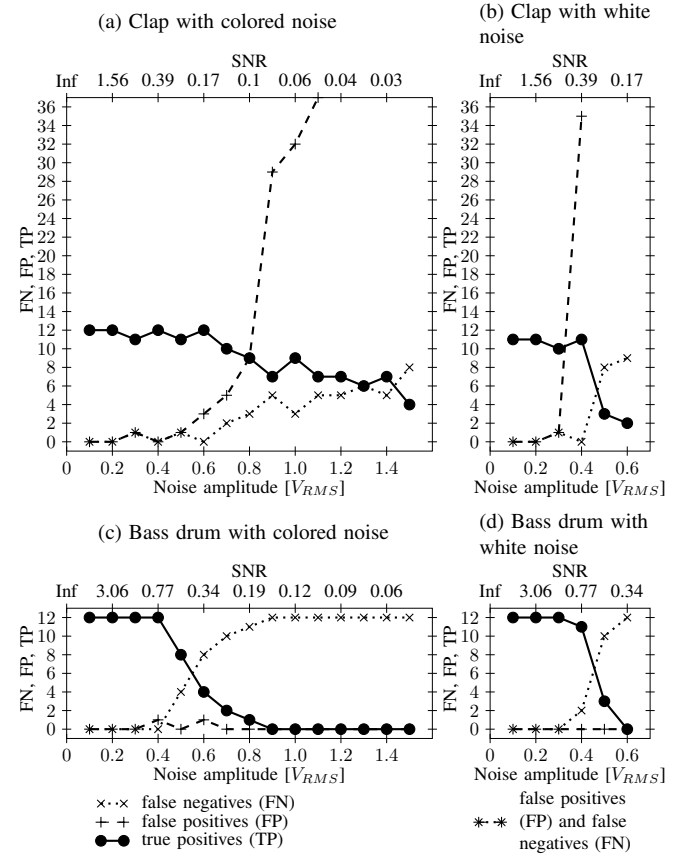 (a) Clap with colored noise
SNR
Inf 1.56 0.39 0.17 0.1 0.06 0.04 0.03
36
34
32
30
28
26
24
22
20
18
16
14
12
10
8
6
4
2
0
FN, FP, TP
0 0.2 0.4 0.6 0.8 1.0 1.2 1.4
Noise amplitude [V_RMS]
(b) Clap with white
noise
SNR
Inf 1.56 0.39 0.17
36
34
32
30
28
26
24
22
20
18
16
14
12
10
8
6
4
2
0
FN, FP, TP
0 0.2 0.4 0.6
Noise amplitude [V_RMS]
(c) Bass drum with colored noise
SNR
Inf 3.06 0.77 0.34 0.19 0.12 0.09 0.06
12
10
8
6
4
2
0
FN, FP, TP
0 0.2 0.4 0.6 0.8 1.0 1.2 1.4
Noise amplitude [V_RMS]
(d) Bass drum with
white noise
SNR
Inf 3.06 0.77 0.34
12
10
8
6
4
2
0
FN, FP, TP
0 0.2 0.4 0.6
Noise amplitude [V_RMS]
false negatives (FN)
false positives (FP)
true positives (TP)
false positives
(FP) and false
negatives (FN)